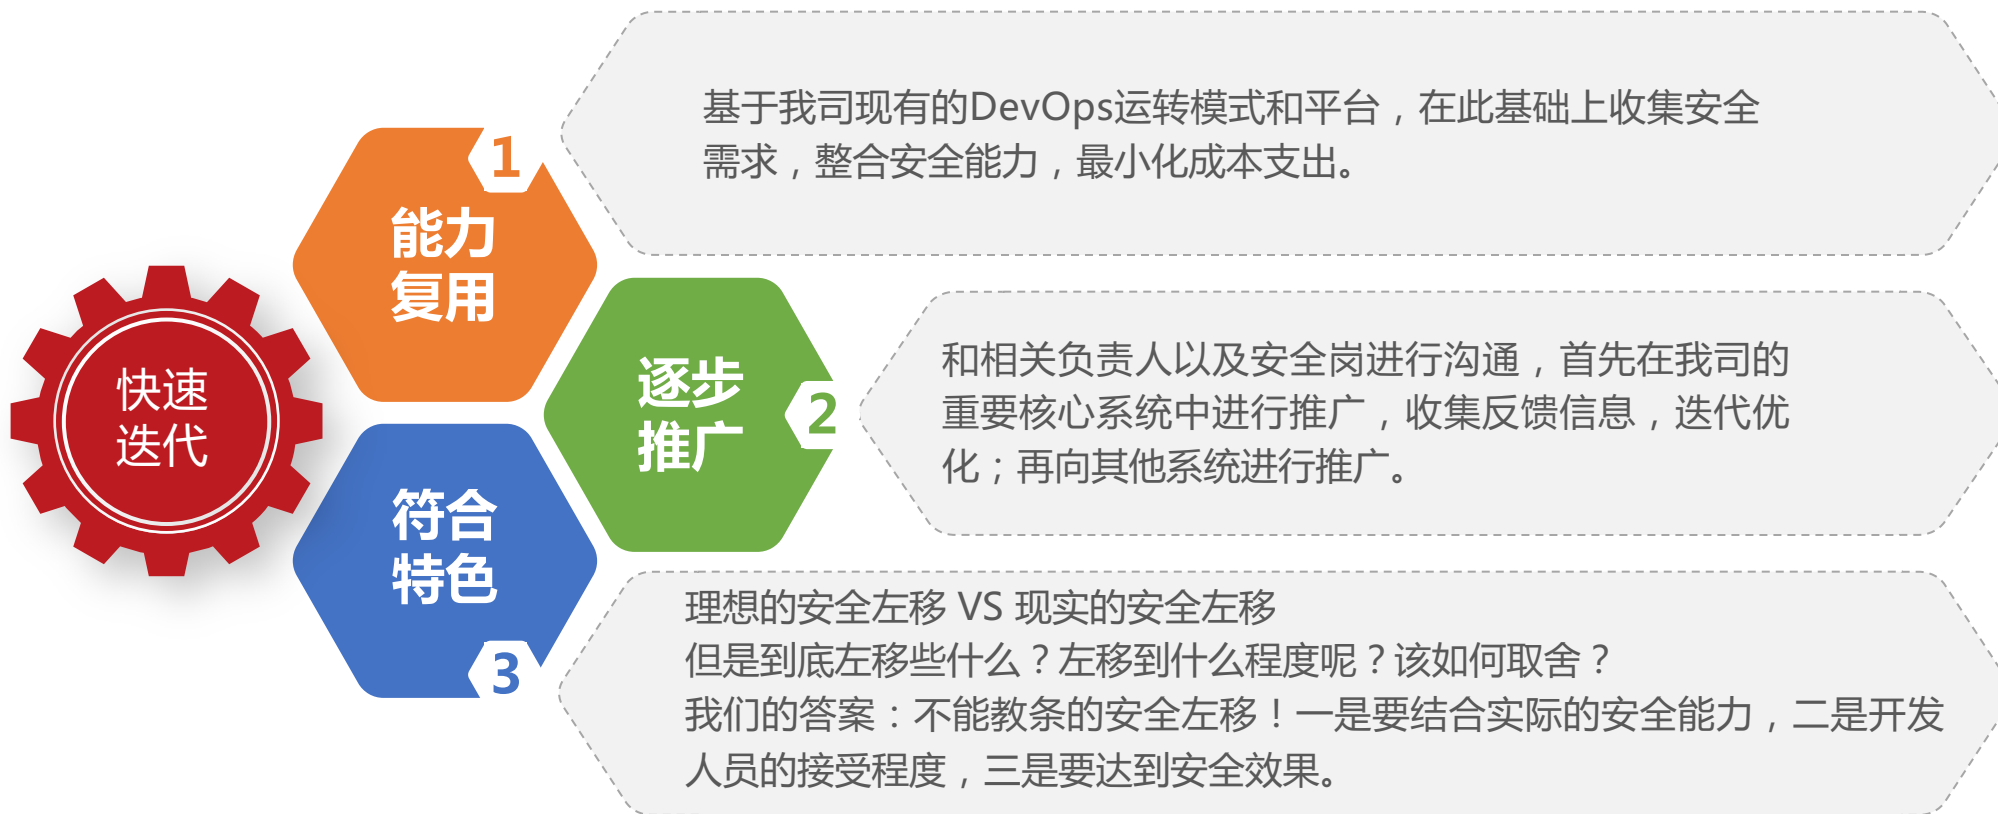 快速
迭代
1
能力
复用
基于我司现有的DevOps运转模式和平台，在此基础上收集安全
需求，整合安全能力，最小化成本支出。
逐步
推广
2
和相关负责人以及安全岗进行沟通，首先在我司的
重要核心系统中进行推广，收集反馈信息，迭代优
化；再向其他系统进行推广。
符合
特色
3
理想的安全左移 VS 现实的安全左移
但是到底左移些什么？左移到什么程度呢？该如何取舍？
我们的答案：不能教条的安全左移！一是要结合实际的安全能力，二是开发
人员的接受程度，三是要达到安全效果。